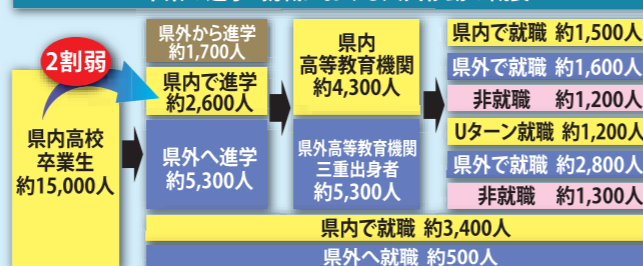 2割弱
県内高校
卒業生
約15,000人
県外から進学
約1,700人
県内で進学
約2,600人
県外へ進学
約5,300人
県内
高等教育機関
約4,300人
県外高等教育機関
三重出身者
約5,300人
県内で就職 約1,500人
県外で就職 約1,600人
非就職 約1,200人
Uターン就職 約1,200人
県外で就職 約2,800人
非就職 約1,300人
県内で就職 約3,400人
県外へ就職 約500人